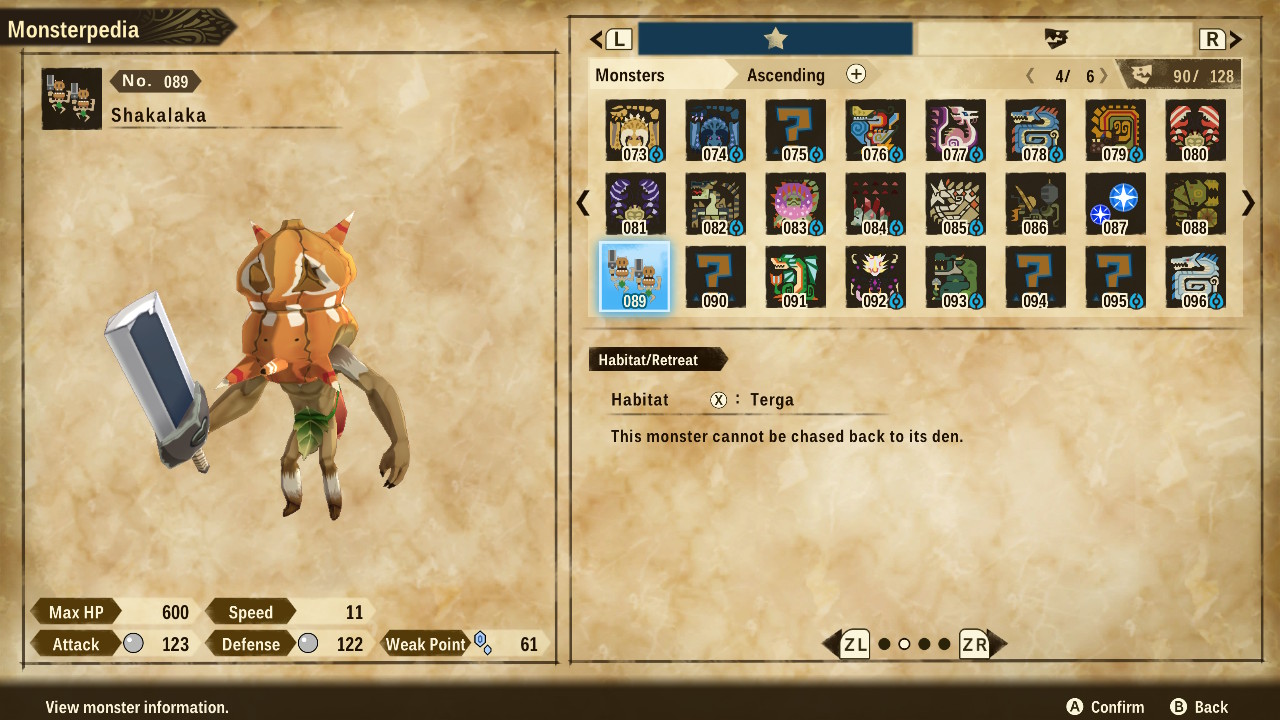 Monsterpedia
No. 089
Shakalaka
Max HP 600 Speed 11
Attack 123 Defense 122 Weak Point 61
L R
Monsters Ascending + 4/ 6 90/ 128
073 074 075 076 077 078 079 080
081 082 083 084 085 086 087 088
089 090 091 092 093 094 095 096
Habitat/Retreat
Habitat X : Terga
This monster cannot be chased back to its den.
ZL ZR
View monster information.
A Confirm B Back